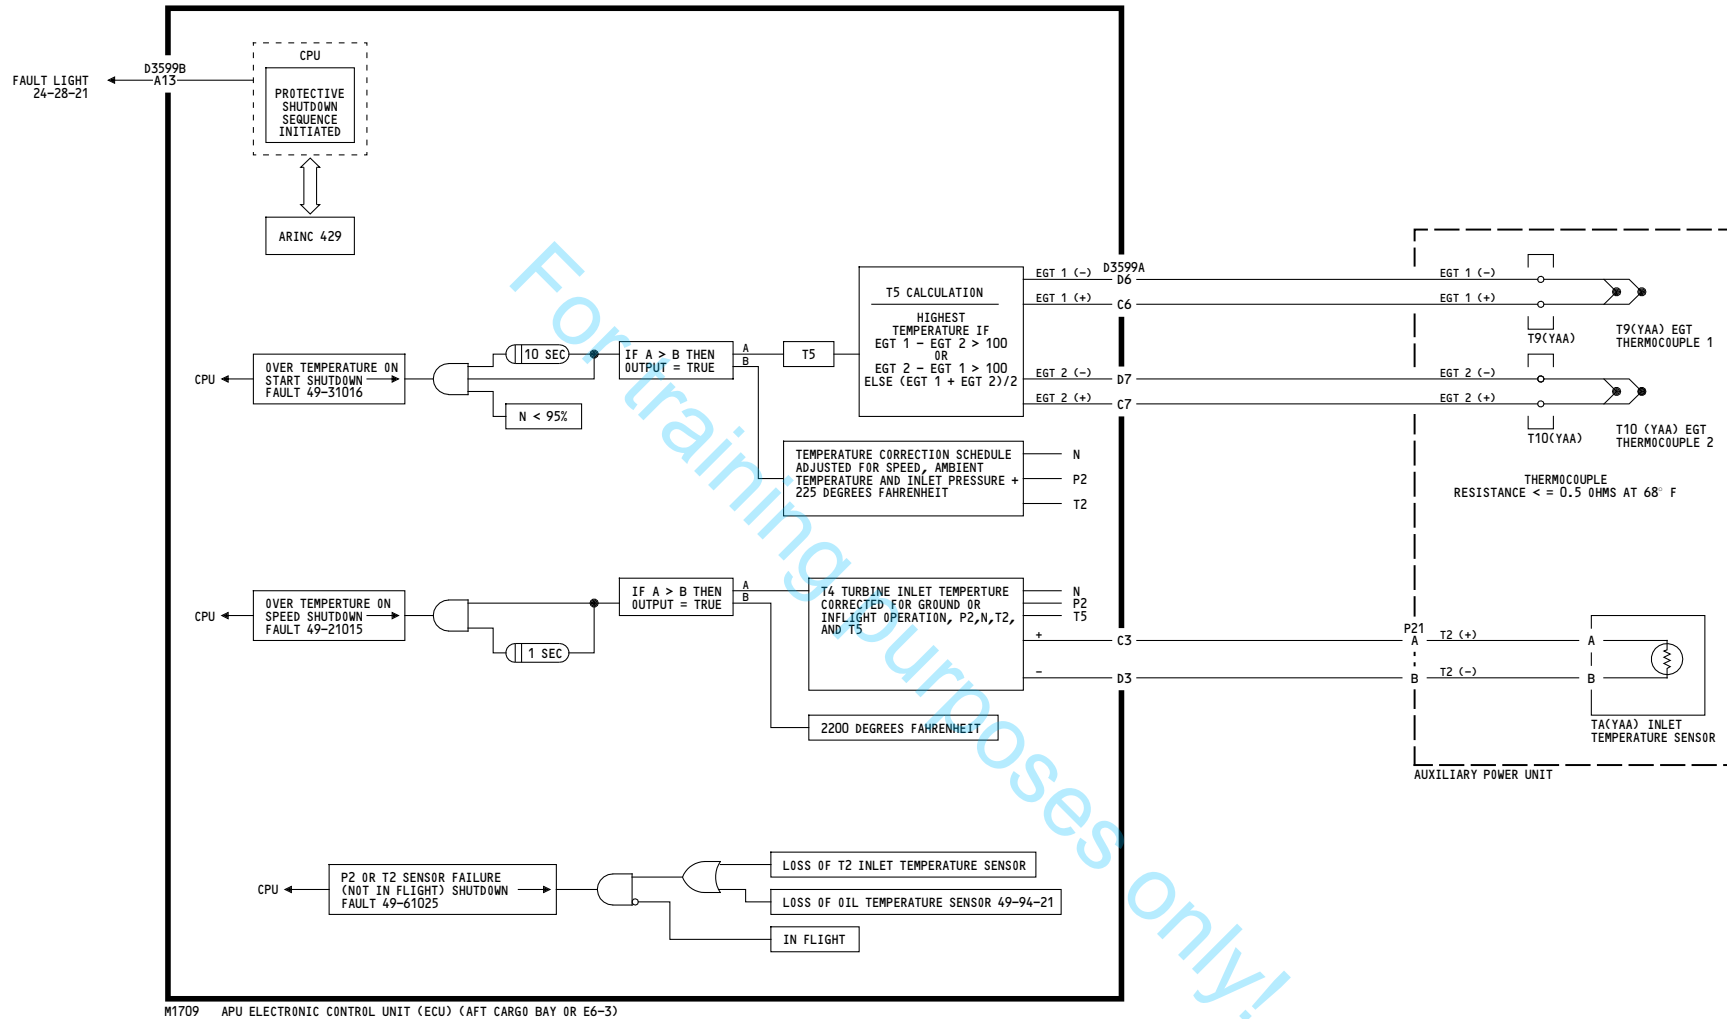 CPU
D3599B
A13
FAULT LIGHT
24-28-21
PROTECTIVE
SHUTDOWN
SEQUENCE
INITIATED
ARINC 429
OVER TEMPERATURE ON
START SHUTDOWN
FAULT 49-31016
CPU
10 SEC
N < 95%
IF A > B THEN
OUTPUT = TRUE
A
B
T5
T5 CALCULATION
HIGHEST
TEMPERATURE IF
EGT 1 - EGT 2 > 100
OR
EGT 2 - EGT 1 > 100
ELSE (EGT 1 + EGT 2)/2
EGT 1 (-)
EGT 1 (+)
EGT 2 (-)
EGT 2 (+)
D3599A
D6
C6
D7
C7
EGT 1 (-)
EGT 1 (+)
EGT 2 (-)
EGT 2 (+)
T9(YAA)
T9(YAA) EGT
THERMOCOUPLE 1
T10(YAA)
T10 (YAA) EGT
THERMOCOUPLE 2
THERMOCOUPLE
RESISTANCE < = 0.5 OHMS AT 68° F
TEMPERATURE CORRECTION SCHEDULE
ADJUSTED FOR SPEED, AMBIENT
TEMPERATURE AND INLET PRESSURE +
225 DEGREES FAHRENHEIT
N
P2
T2
OVER TEMPERTURE ON
SPEED SHUTDOWN
FAULT 49-21015
CPU
1 SEC
IF A > B THEN
OUTPUT = TRUE
A
B
T4 TURBINE INLET TEMPERTURE
CORRECTED FOR GROUND OR
INFLIGHT OPERATION, P2,N,T2,
AND T5
N
P2
T5
+
-
C3
D3
P21
A
B
T2 (+)
T2 (-)
A
B
TA(YAA) INLET
TEMPERATURE SENSOR
AUXILIARY POWER UNIT
2200 DEGREES FAHRENHEIT
CPU
P2 OR T2 SENSOR FAILURE
(NOT IN FLIGHT) SHUTDOWN
FAULT 49-61025
LOSS OF T2 INLET TEMPERATURE SENSOR
LOSS OF OIL TEMPERATURE SENSOR 49-94-21
IN FLIGHT
M1709 APU ELECTRONIC CONTROL UNIT (ECU) (AFT CARGO BAY OR E6-3)
For training purposes only!